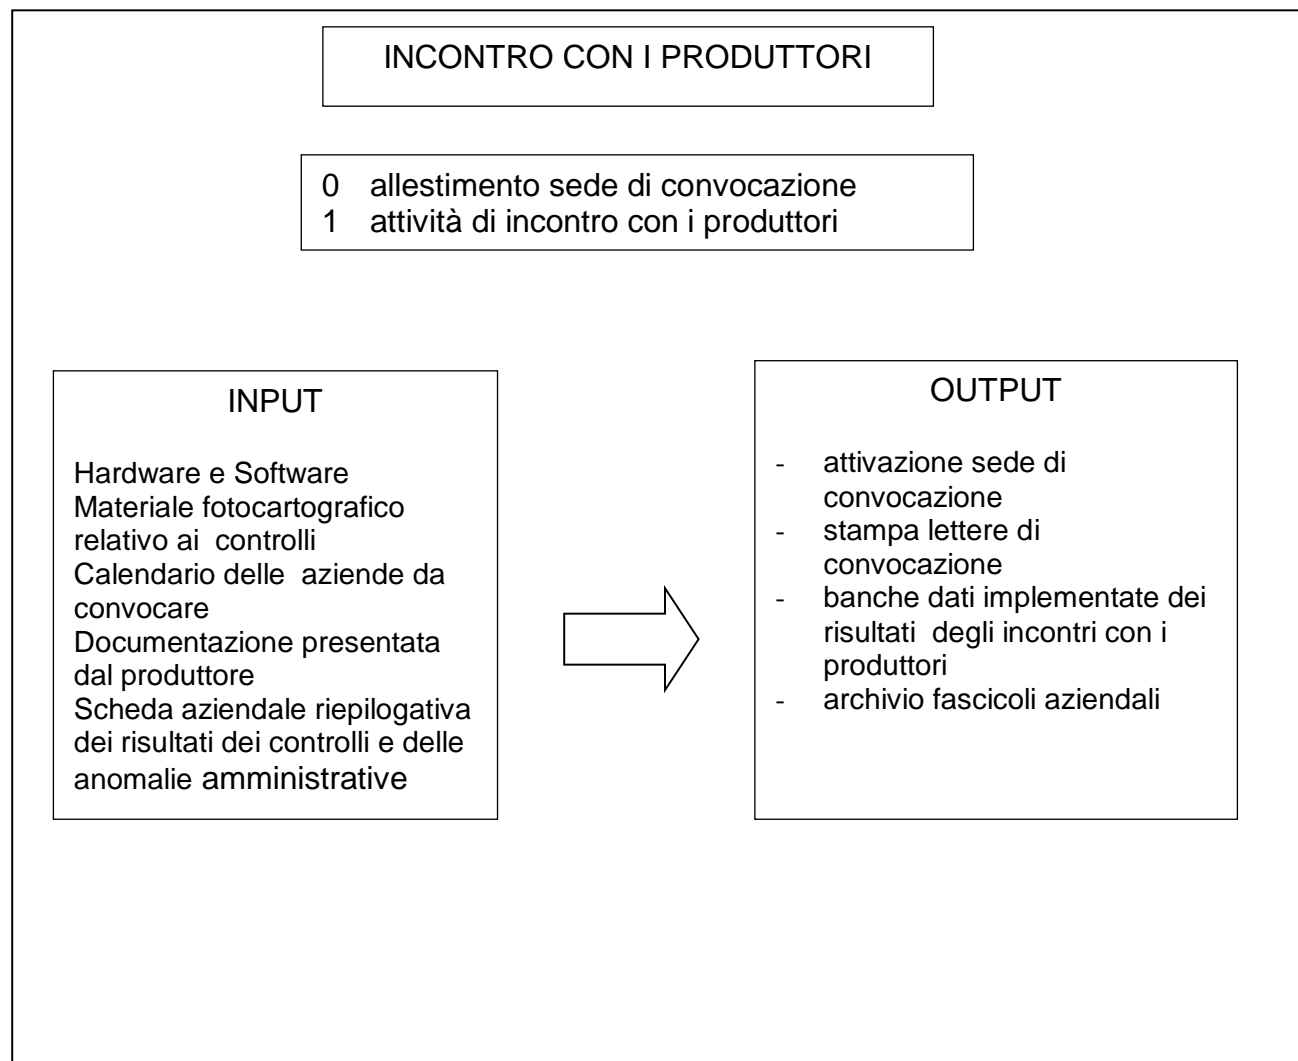 INCONTRO CON I PRODUTTORI
0 allestimento sede di convocazione
1 attività di incontro con i produttori
INPUT
Hardware e Software
Materiale fotocartografico
relativo ai controlli
Calendario delle aziende da
convocare
Documentazione presentata
dal produttore
Scheda aziendale riepilogativa
dei risultati dei controlli e delle
anomalie amministrative
OUTPUT
- attivazione sede di
convocazione
- stampa lettere di
convocazione
- banche dati implementate dei
risultati degli incontri con i
produttori
- archivio fascicoli aziendali